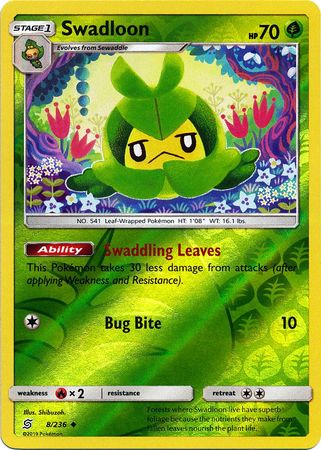 STAGE 1
Swadloon
HP 70
Evolves from Sewaddle
NO. 541 Leaf-Wrapped Pokémon HT: 1'08" WT: 16.1 lbs.
Ability Swaddling Leaves
This Pokémon takes 30 less damage from attacks (after
applying Weakness and Resistance).
Bug Bite 10
weakness ×2 resistance retreat
Illus. Shibuzoh.
8/236
©2019 Pokémon
Forests where Swadloon live have superb
foliage because the nutrients they make from
fallen leaves nourish the plant life.